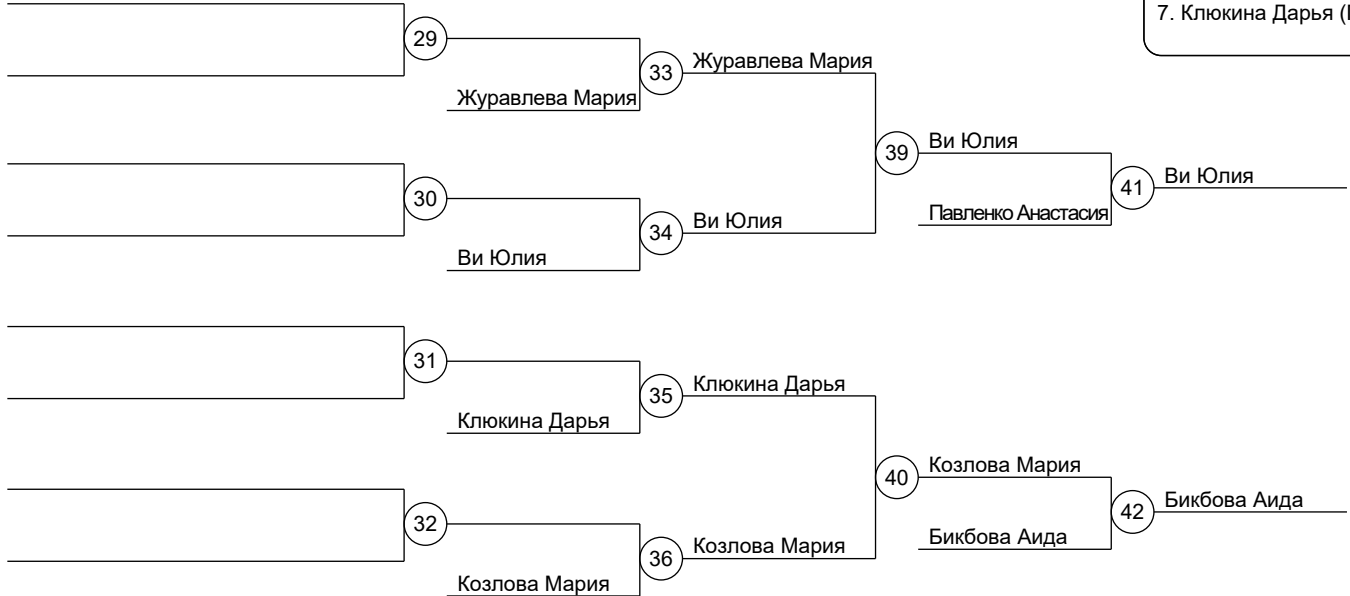 7. Клюкина Дарья (
29
33
Журавлева Мария
Журавлева Мария
39
Ви Юлия
30
41
Ви Юлия
Павленко Анастасия
34
Ви Юлия
Ви Юлия
31
35
Клюкина Дарья
Клюкина Дарья
40
Козлова Мария
32
42
Бикбова Аида
Бикбова Аида
36
Козлова Мария
Козлова Мария